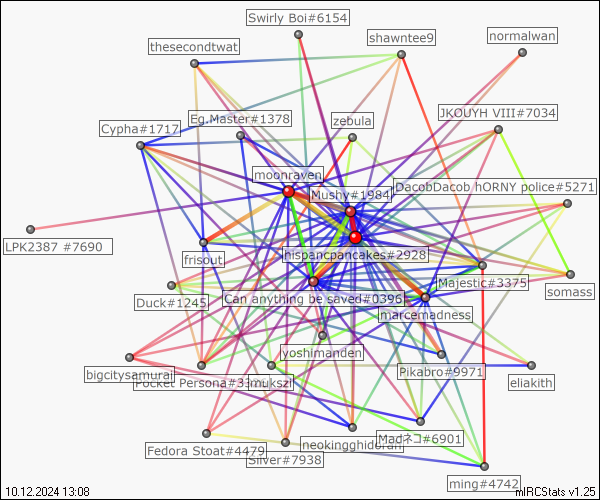 Swirly Boi#6154
normalwan
shawntee9
thesecondtwat
JKOUYH VIII#7034
Eg.Master#1378
zebula
Cypha#1717
moonraven
Mushy#1984
DacobDacob hORNY police#5271
LPK2387 #7690
frisout
hispancpancakes#2928
Majestic#3375
somass
Duck#1245
Can anything be saved#0396
marcemadness
yoshimanden
Pikabro#9971
eliakith
bigcitysamurai
Pocket Persona#33
mukszi
Fedora Stoat#4479
Silver#7938
neokingghidorah
Madネコ#6901
ming#4742
10.12.2024 13:08
mIRCStats v1.25